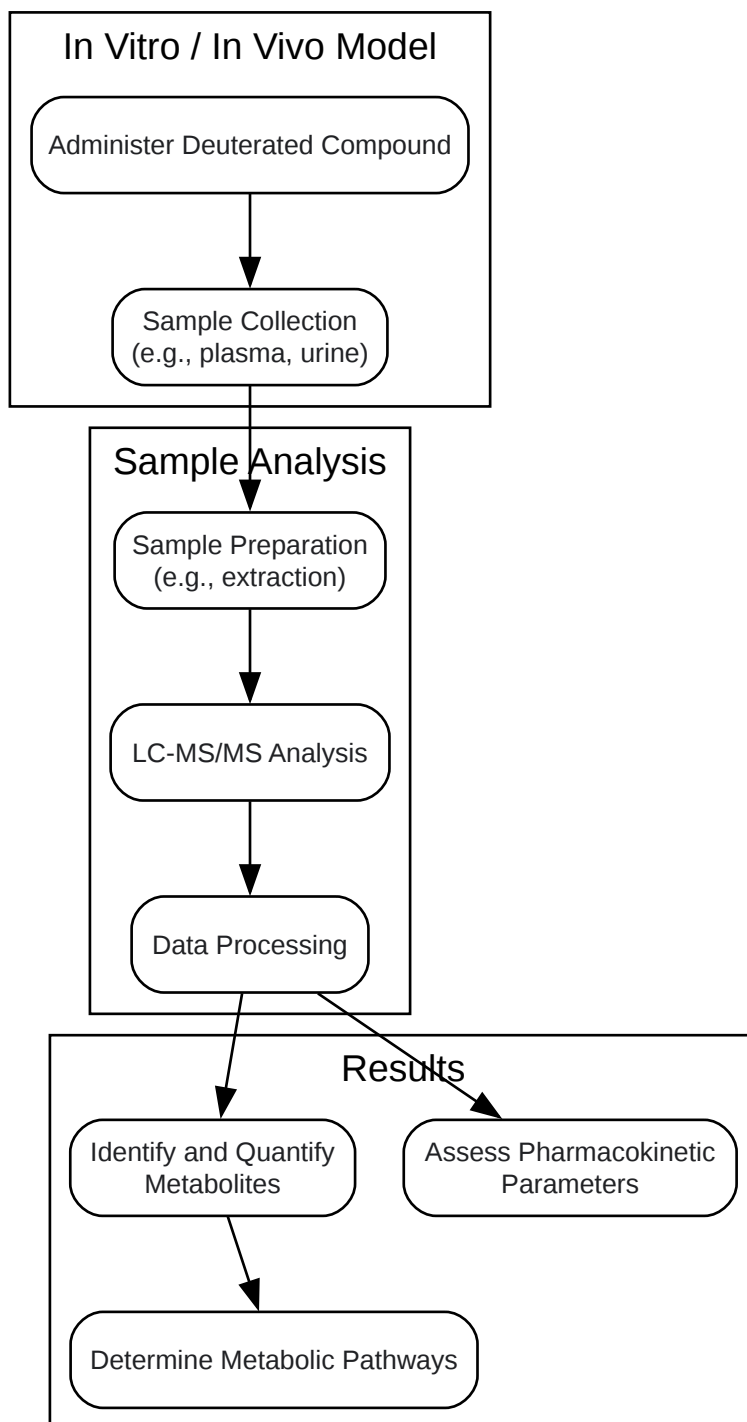 In Vitro / In Vivo Model
Administer Deuterated Compound
Sample Collection
(e.g., plasma, urine)
Sample Analysis
Sample Preparation
(e.g., extraction)
LC-MS/MS Analysis
Data Processing
Results
Identify and Quantify
Metabolites
Assess Pharmacokinetic
Parameters
Determine Metabolic Pathways